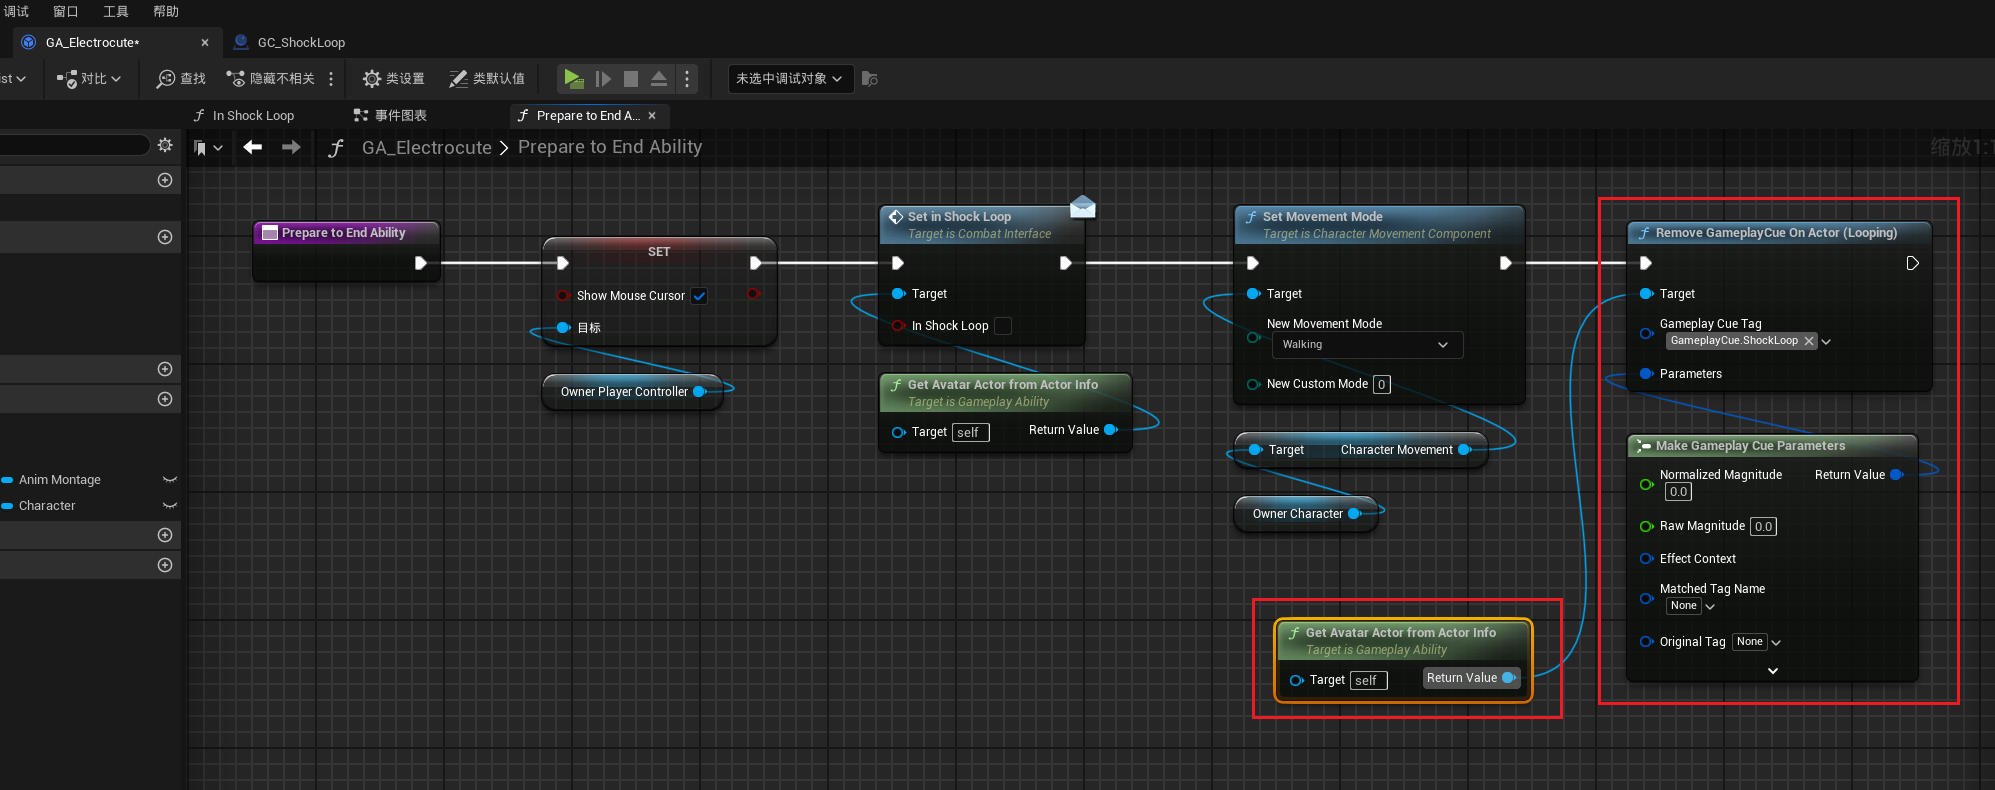 调试 窗口 工具 帮助
GA_Electrocute* GC_ShockLoop
ist 对比 查找 隐藏不相关 类设置 类默认值 未选中调试对象
In Shock Loop 事件图表 Prepare to End A...
GA_Electrocute > Prepare to End Ability
缩放1:1
Anim Montage
Character
Prepare to End Ability
SET
Show Mouse Cursor
目标
Owner Player Controller
Set in Shock Loop
Target is Combat Interface
Target
In Shock Loop
Get Avatar Actor from Actor Info
Target is Gameplay Ability
Target self Return Value
Set Movement Mode
Target is Character Movement Component
Target
New Movement Mode
Walking
New Custom Mode 0
Target Character Movement
Owner Character
Get Avatar Actor from Actor Info
Target is Gameplay Ability
Target self Return Value
Remove GameplayCue On Actor (Looping)
Target
Gameplay Cue Tag
GameplayCue.ShockLoop
Parameters
Make Gameplay Cue Parameters
Normalized Magnitude Return Value
0.0
Raw Magnitude 0.0
Effect Context
Matched Tag Name
None
Original Tag None